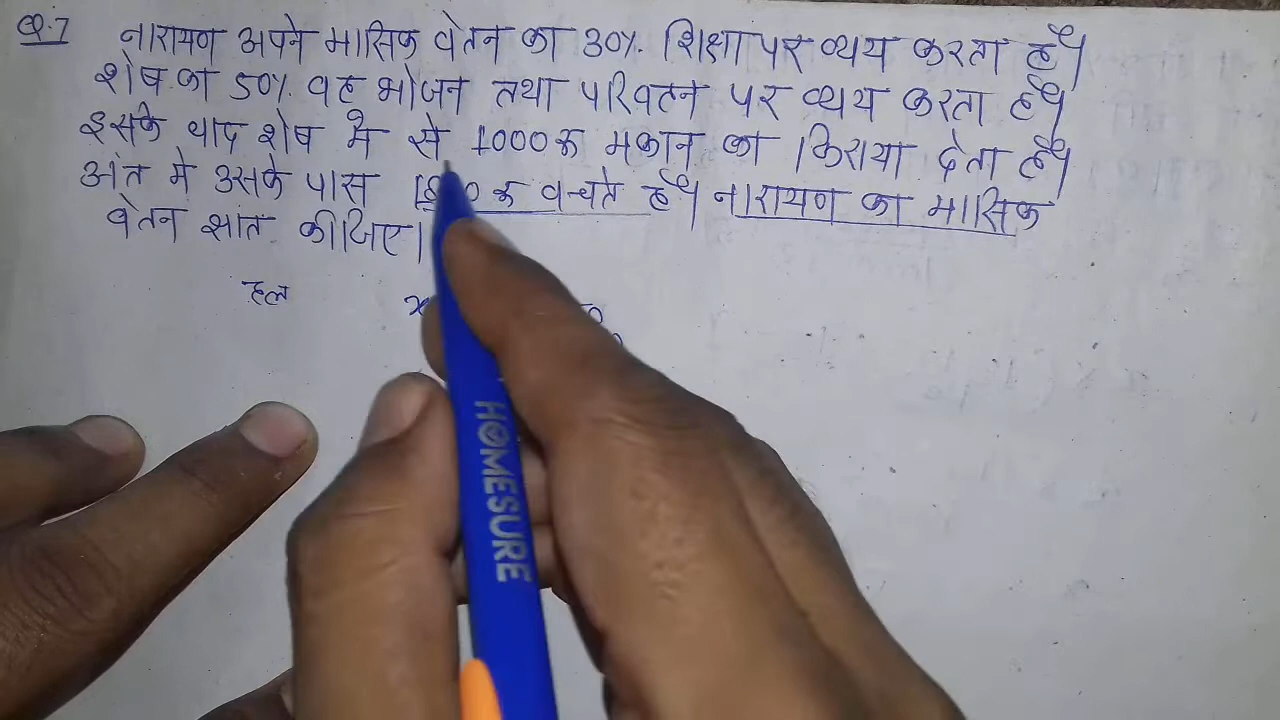 Q.7 नारायण अपने मासिक वेतन का 30% शिक्षा पर व्यय करता है।
शेष का 50% वह भोजन तथा परिवहन पर व्यय करता है।
इसके बाद शेष मे से 1000 रू मकान का किराया देता है।
अंत मे उसके पास रू बचते है। नारायण का मासिक
वेतन ज्ञात कीजिए।
हल
HOMESURE